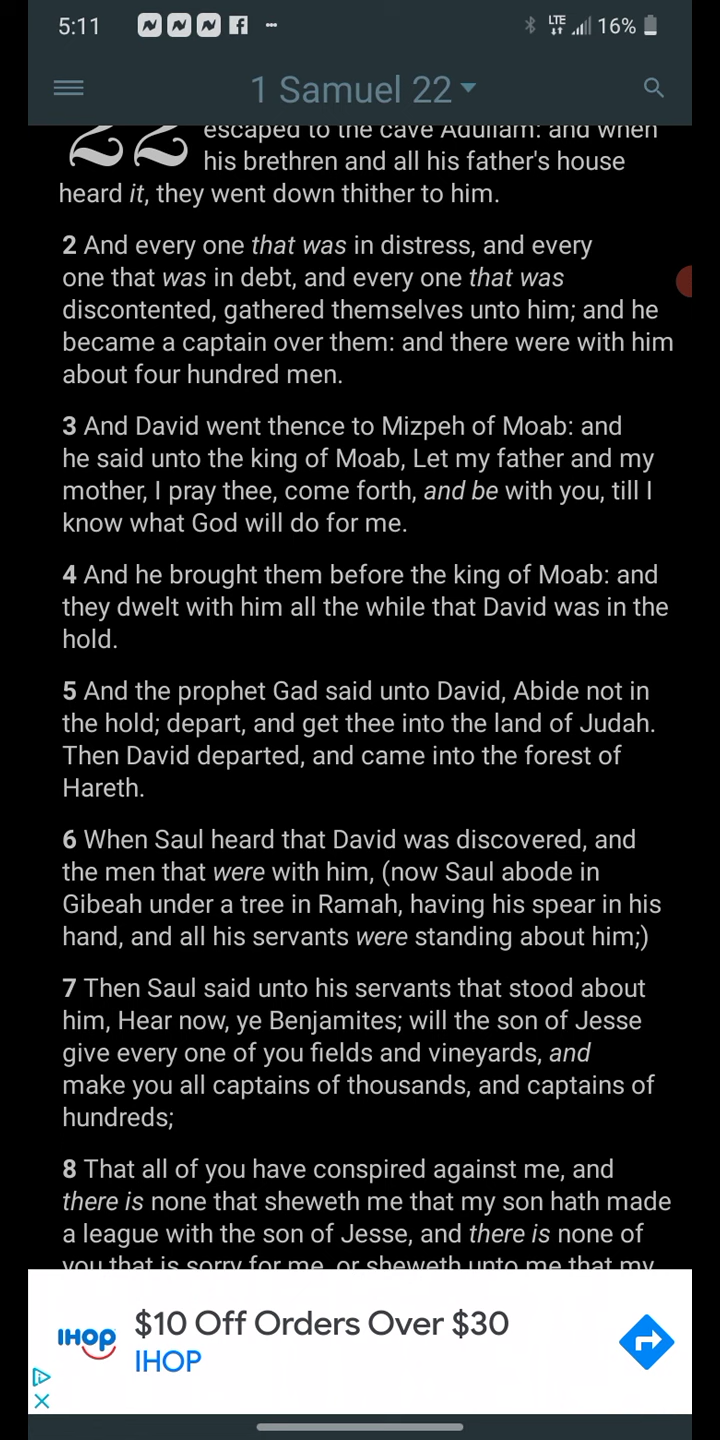 5:11
LTE
16%
1 Samuel 22
22
escaped to the cave Adullam: and when
his brethren and all his father's house
heard it, they went down thither to him.
2 And every one that was in distress, and every
one that was in debt, and every one that was
discontented, gathered themselves unto him; and he
became a captain over them: and there were with him
about four hundred men.
3 And David went thence to Mizpeh of Moab: and
he said unto the king of Moab, Let my father and my
mother, I pray thee, come forth, and be with you, till I
know what God will do for me.
4 And he brought them before the king of Moab: and
they dwelt with him all the while that David was in the
hold.
5 And the prophet Gad said unto David, Abide not in
the hold; depart, and get thee into the land of Judah.
Then David departed, and came into the forest of
Hareth.
6 When Saul heard that David was discovered, and
the men that were with him, (now Saul abode in
Gibeah under a tree in Ramah, having his spear in his
hand, and all his servants were standing about him;)
7 Then Saul said unto his servants that stood about
him, Hear now, ye Benjamites; will the son of Jesse
give every one of you fields and vineyards, and
make you all captains of thousands, and captains of
hundreds;
8 That all of you have conspired against me, and
there is none that sheweth me that my son hath made
a league with the son of Jesse, and there is none of
you that is sorry for me, or sheweth unto me that my
IHOP
$10 Off Orders Over $30
IHOP